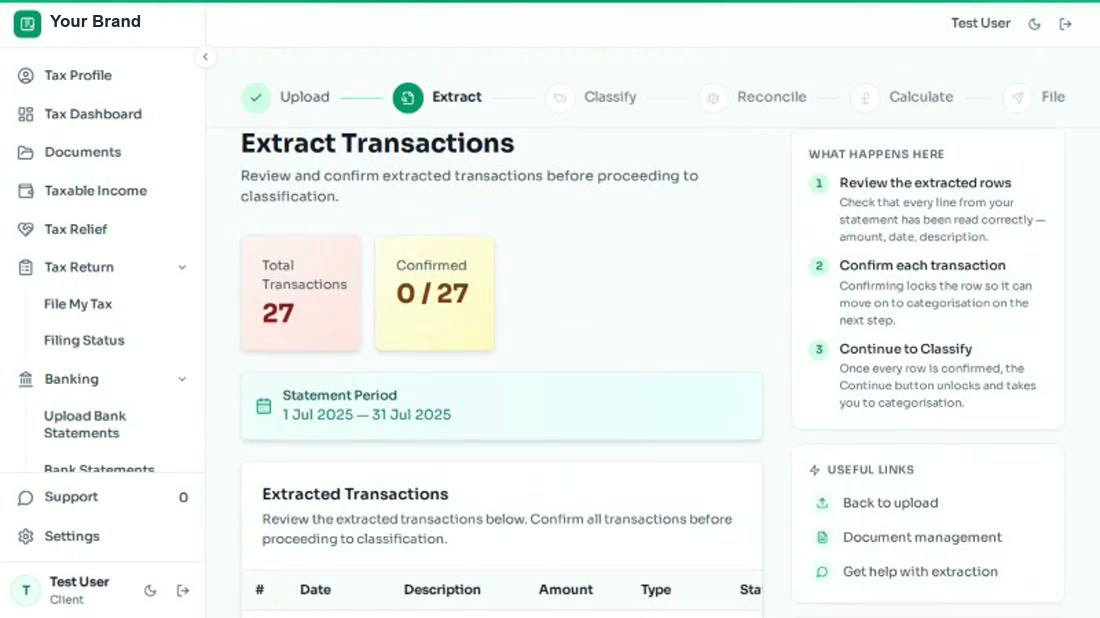 Your Brand
Test User
Tax Profile
Tax Dashboard
Documents
Taxable Income
Tax Relief
Tax Return
File My Tax
Filing Status
Banking
Upload Bank
Statements
Bank Statements
Support 0
Settings
T
Test User
Client
Upload
Extract
Classify
Reconcile
Calculate
File
Extract Transactions
Review and confirm extracted transactions before proceeding to
classification.
Total
Transactions
27
Confirmed
0 / 27
Statement Period
1 Jul 2025 — 31 Jul 2025
Extracted Transactions
Review the extracted transactions below. Confirm all transactions before
proceeding to classification.
# Date Description Amount Type Sta
WHAT HAPPENS HERE
1 Review the extracted rows
Check that every line from your
statement has been read correctly —
amount, date, description.
2 Confirm each transaction
Confirming locks the row so it can
move on to categorisation on the
next step.
3 Continue to Classify
Once every row is confirmed, the
Continue button unlocks and takes
you to categorisation.
USEFUL LINKS
Back to upload
Document management
Get help with extraction